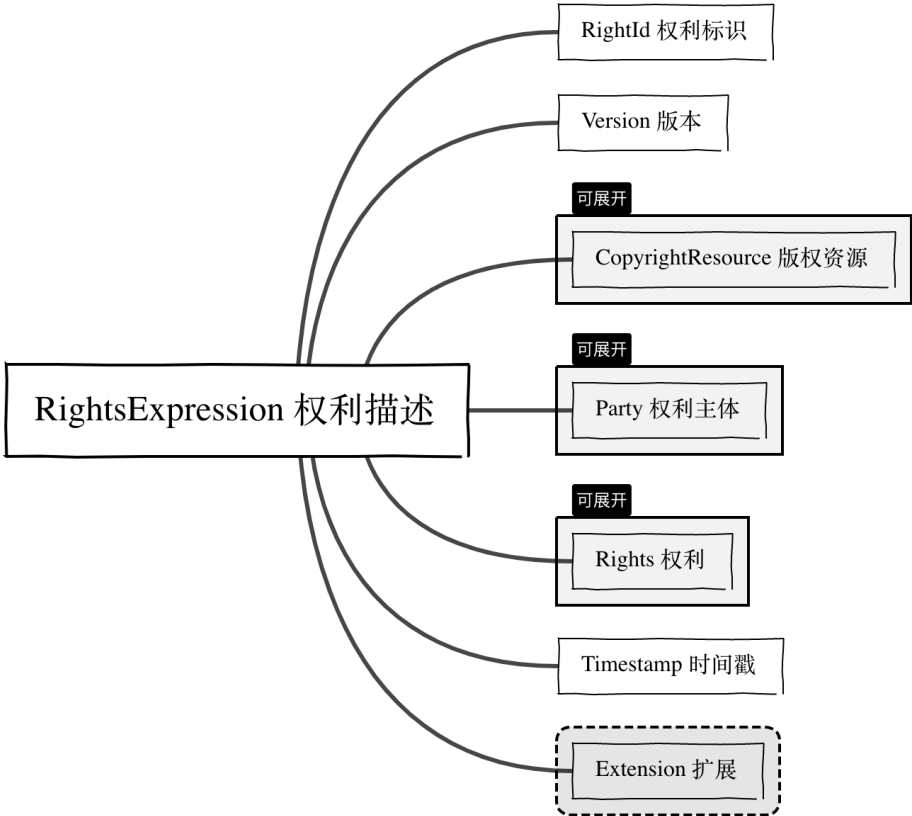 RightId 权利标识
Version 版本
可展开
CopyrightResource 版权资源
可展开
RightsExpression 权利描述
Party 权利主体
可展开
Rights 权利
Timestamp 时间戳
Extension 扩展